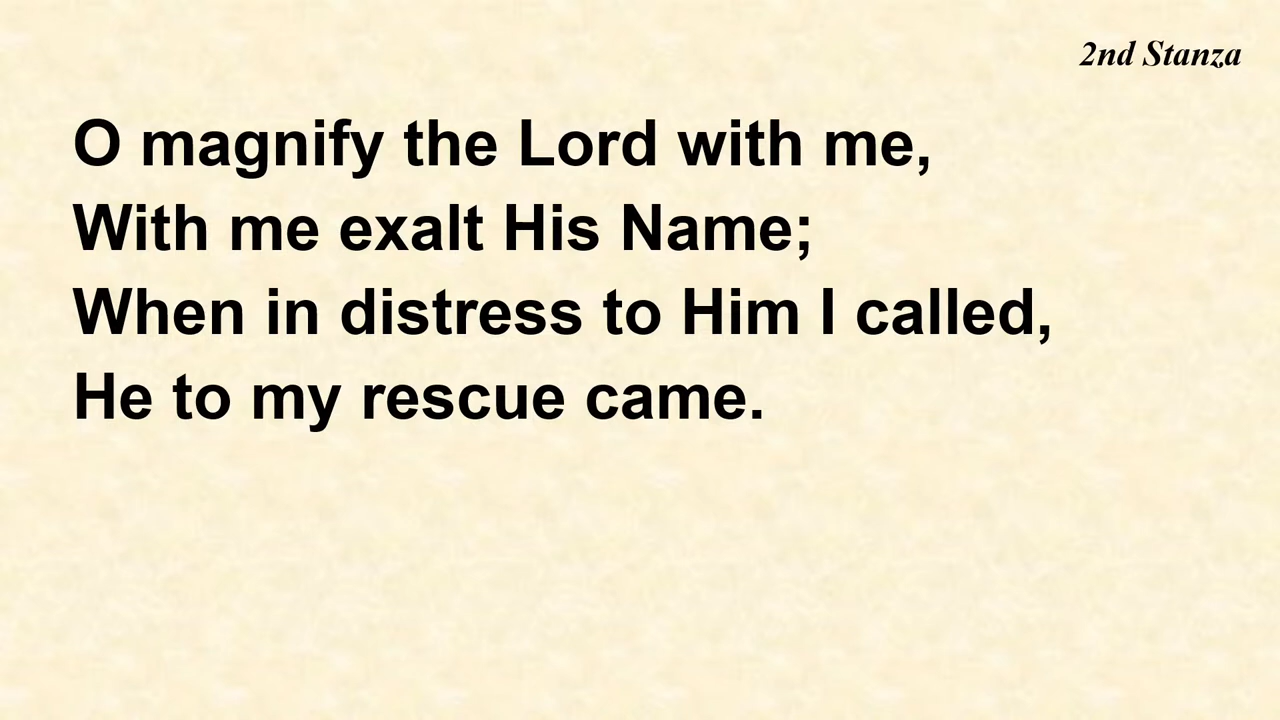 2nd Stanza
O magnify the Lord with me,
With me exalt His Name;
When in distress to Him I called,
He to my rescue came.